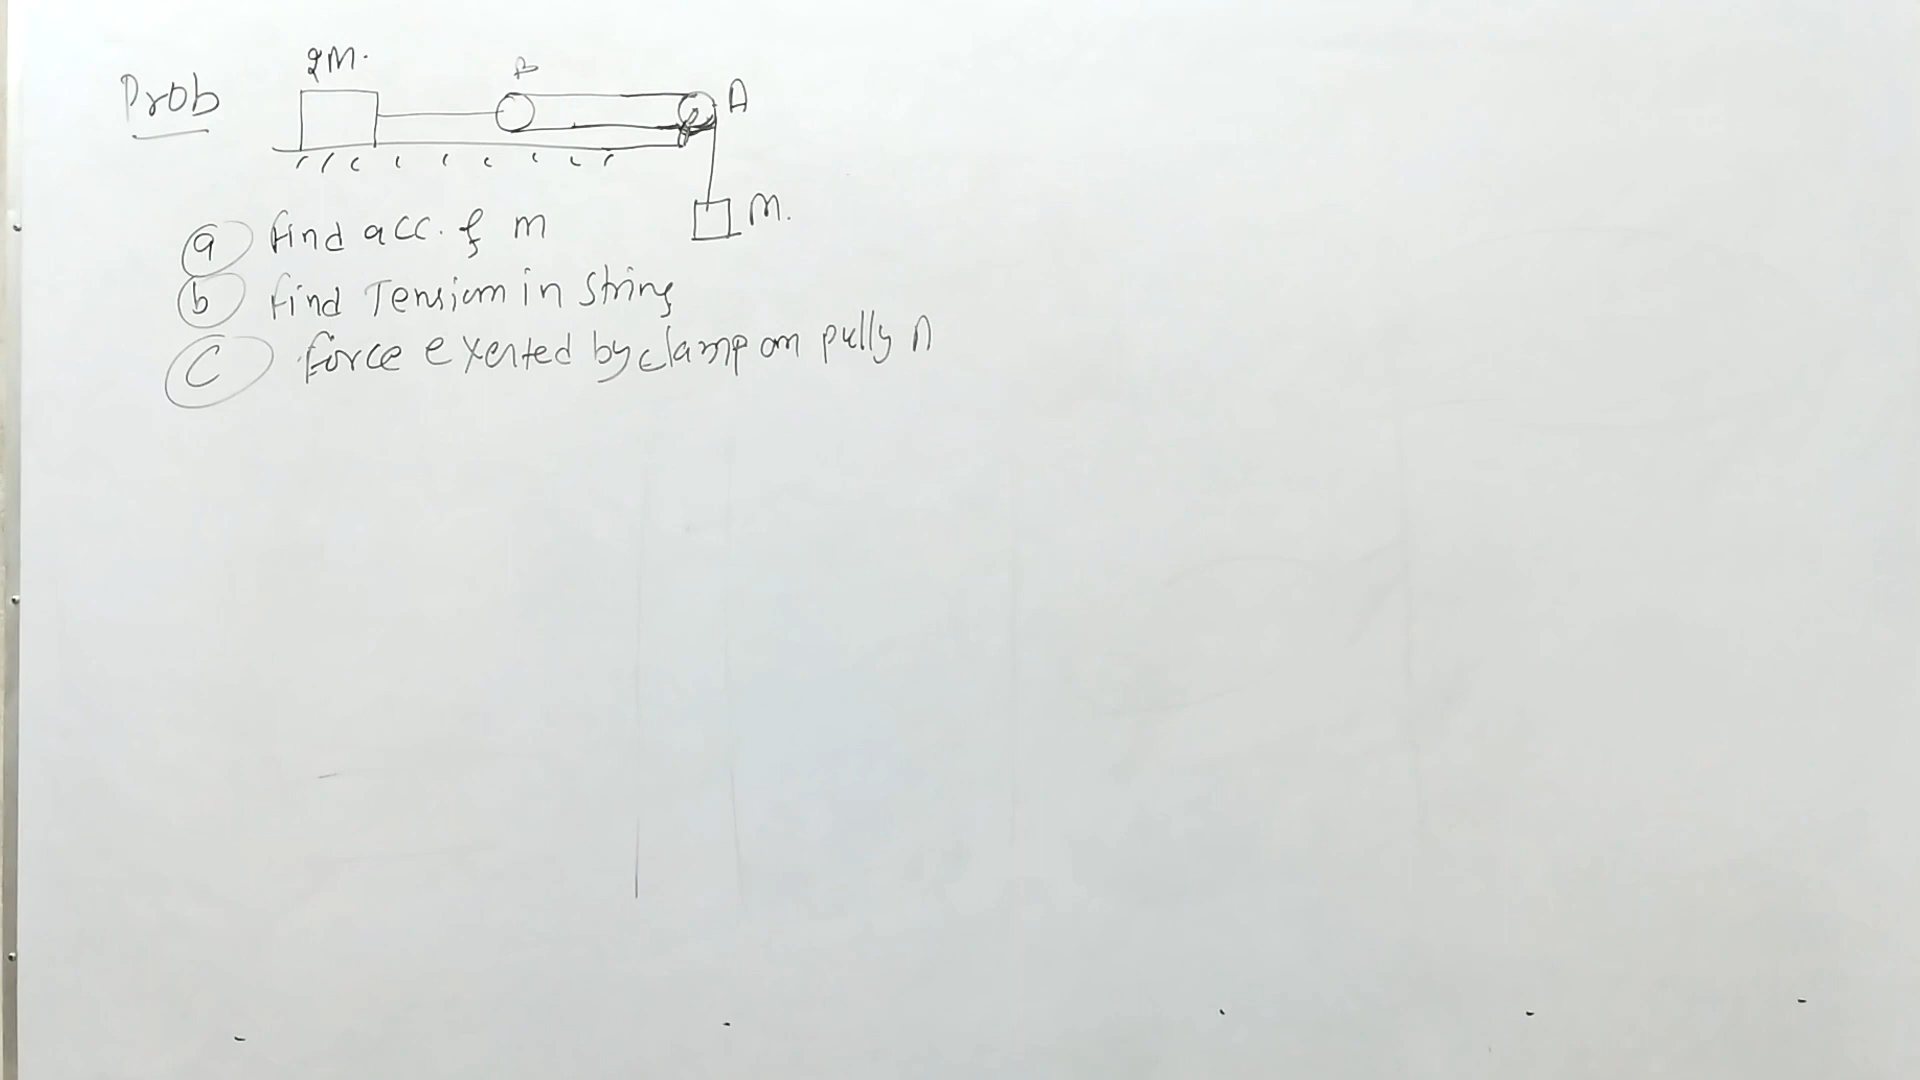 2M.
Prob
B
A
M.
a find acc. of m
b find Tension in string
C force exerted by clamp on pully A